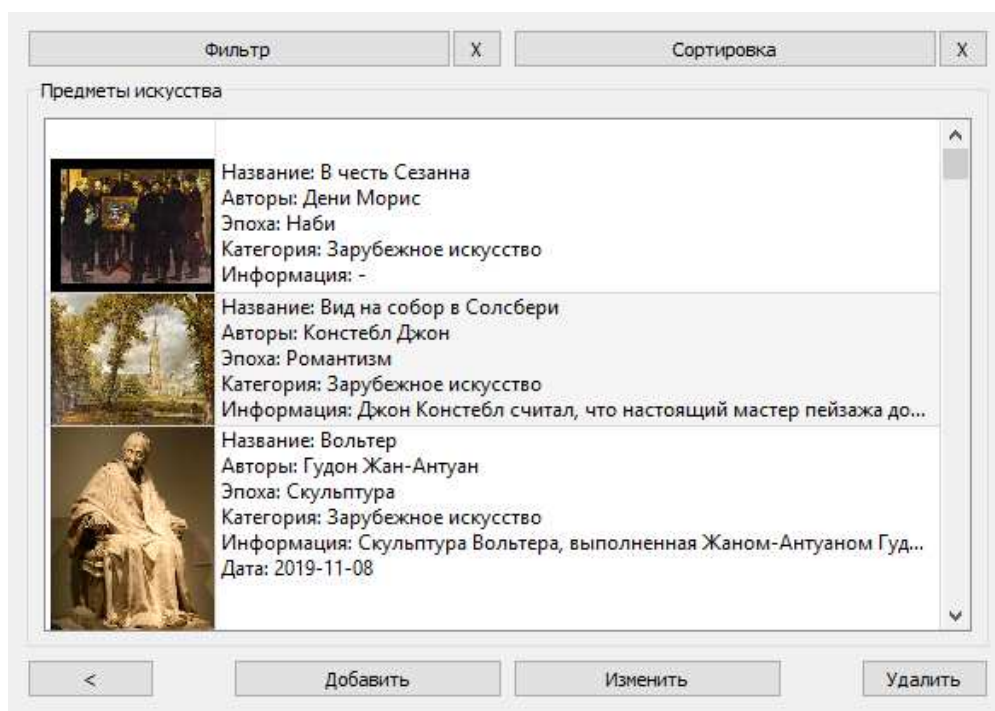 Фильтр X Сортировка X
Предметы искусства
Название: В честь Сезанна
Авторы: Дени Морис
Эпоха: Наби
Категория: Зарубежное искусство
Информация: -
Название: Вид на собор в Солсбери
Авторы: Констебл Джон
Эпоха: Романтизм
Категория: Зарубежное искусство
Информация: Джон Констебл считал, что настоящий мастер пейзажа до...
Название: Вольтер
Авторы: Гудон Жан-Антуан
Эпоха: Скульптура
Категория: Зарубежное искусство
Информация: Скульптура Вольтера, выполненная Жаном-Антуаном Гуд...
Дата: 2019-11-08
< Добавить Изменить Удалить